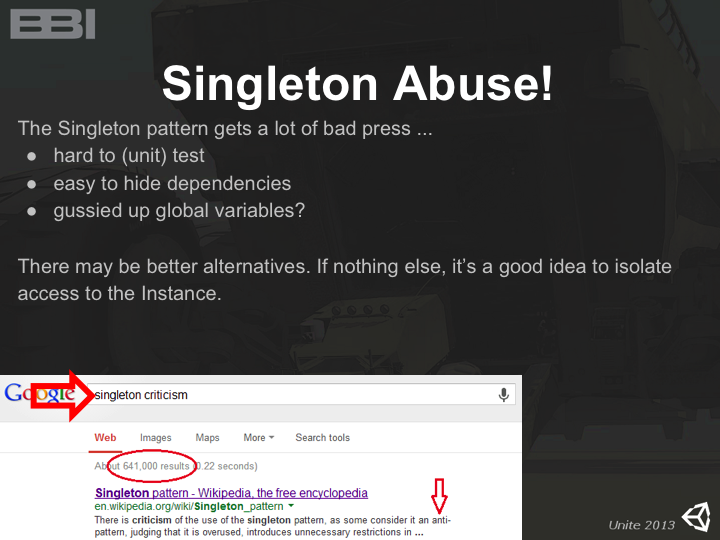 BBI
Singleton Abuse!
The Singleton pattern gets a lot of bad press ...
● hard to (unit) test
● easy to hide dependencies
● gussied up global variables?
There may be better alternatives. If nothing else, it’s a good idea to isolate
access to the Instance.
Google
singleton criticism
Web Images Maps More Search tools
About 641,000 results (0.22 seconds)
Singleton pattern - Wikipedia, the free encyclopedia
en.wikipedia.org/wiki/Singleton_pattern
There is criticism of the use of the singleton pattern, as some consider it an anti-
pattern, judging that it is overused, introduces unnecessary restrictions in ...
Unite 2013